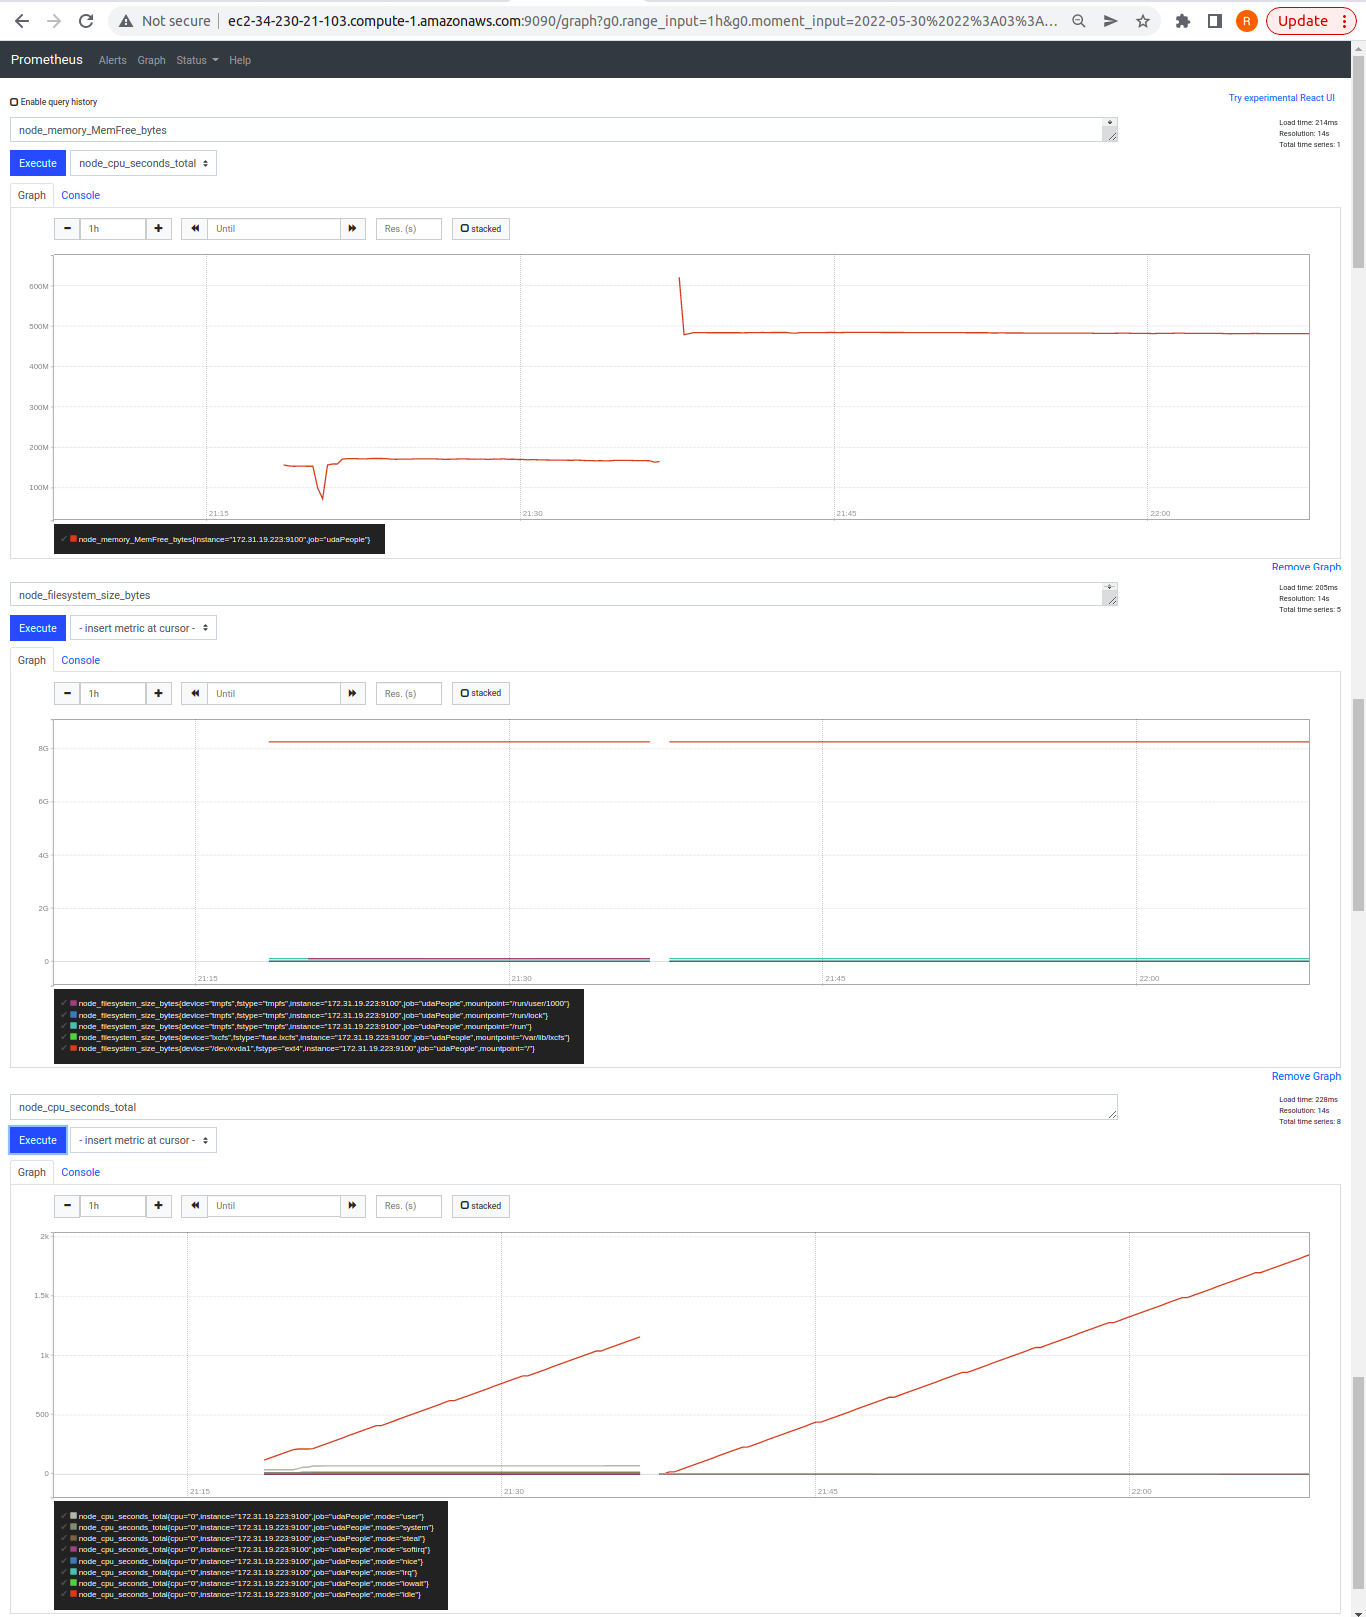 Not secure ec2-34-230-21-103.compute-1.amazonaws.com:9090/graph?g0.range_input=1h&g0.moment_input=2022-05-30%2022%3A03%3A... R Update
Prometheus Alerts Graph Status Help
Enable query history
Try experimental React UI
node_memory_MemFree_bytes
Load time: 214ms
Resolution: 14s
Total time series: 1
Execute node_cpu_seconds_total
Graph Console
1h Until Res. (s) stacked
600M
500M
400M
300M
200M
100M
21:15 21:30 21:45 22:00
node_memory_MemFree_bytes{instance="172.31.19.223:9100",job="udaPeople"}
Remove Graph
node_filesystem_size_bytes
Load time: 205ms
Resolution: 14s
Total time series: 5
Execute - insert metric at cursor -
Graph Console
1h Until Res. (s) stacked
8G
6G
4G
2G
0
21:15 21:30 21:45 22:00
node_filesystem_size_bytes{device="tmpfs",fstype="tmpfs",instance="172.31.19.223:9100",job="udaPeople",mountpoint="/run/user/1000"}
node_filesystem_size_bytes{device="tmpfs",fstype="tmpfs",instance="172.31.19.223:9100",job="udaPeople",mountpoint="/run/lock"}
node_filesystem_size_bytes{device="tmpfs",fstype="tmpfs",instance="172.31.19.223:9100",job="udaPeople",mountpoint="/run"}
node_filesystem_size_bytes{device="lxcfs",fstype="fuse.lxcfs",instance="172.31.19.223:9100",job="udaPeople",mountpoint="/var/lib/lxcfs"}
node_filesystem_size_bytes{device="/dev/xvda1",fstype="ext4",instance="172.31.19.223:9100",job="udaPeople",mountpoint="/"}
Remove Graph
node_cpu_seconds_total
Load time: 228ms
Resolution: 14s
Total time series: 8
Execute - insert metric at cursor -
Graph Console
1h Until Res. (s) stacked
2k
1.5k
1k
500
0
21:15 21:30 21:45 22:00
node_cpu_seconds_total{cpu="0",instance="172.31.19.223:9100",job="udaPeople",mode="user"}
node_cpu_seconds_total{cpu="0",instance="172.31.19.223:9100",job="udaPeople",mode="system"}
node_cpu_seconds_total{cpu="0",instance="172.31.19.223:9100",job="udaPeople",mode="steal"}
node_cpu_seconds_total{cpu="0",instance="172.31.19.223:9100",job="udaPeople",mode="softirq"}
node_cpu_seconds_total{cpu="0",instance="172.31.19.223:9100",job="udaPeople",mode="nice"}
node_cpu_seconds_total{cpu="0",instance="172.31.19.223:9100",job="udaPeople",mode="irq"}
node_cpu_seconds_total{cpu="0",instance="172.31.19.223:9100",job="udaPeople",mode="iowait"}
node_cpu_seconds_total{cpu="0",instance="172.31.19.223:9100",job="udaPeople",mode="idle"}